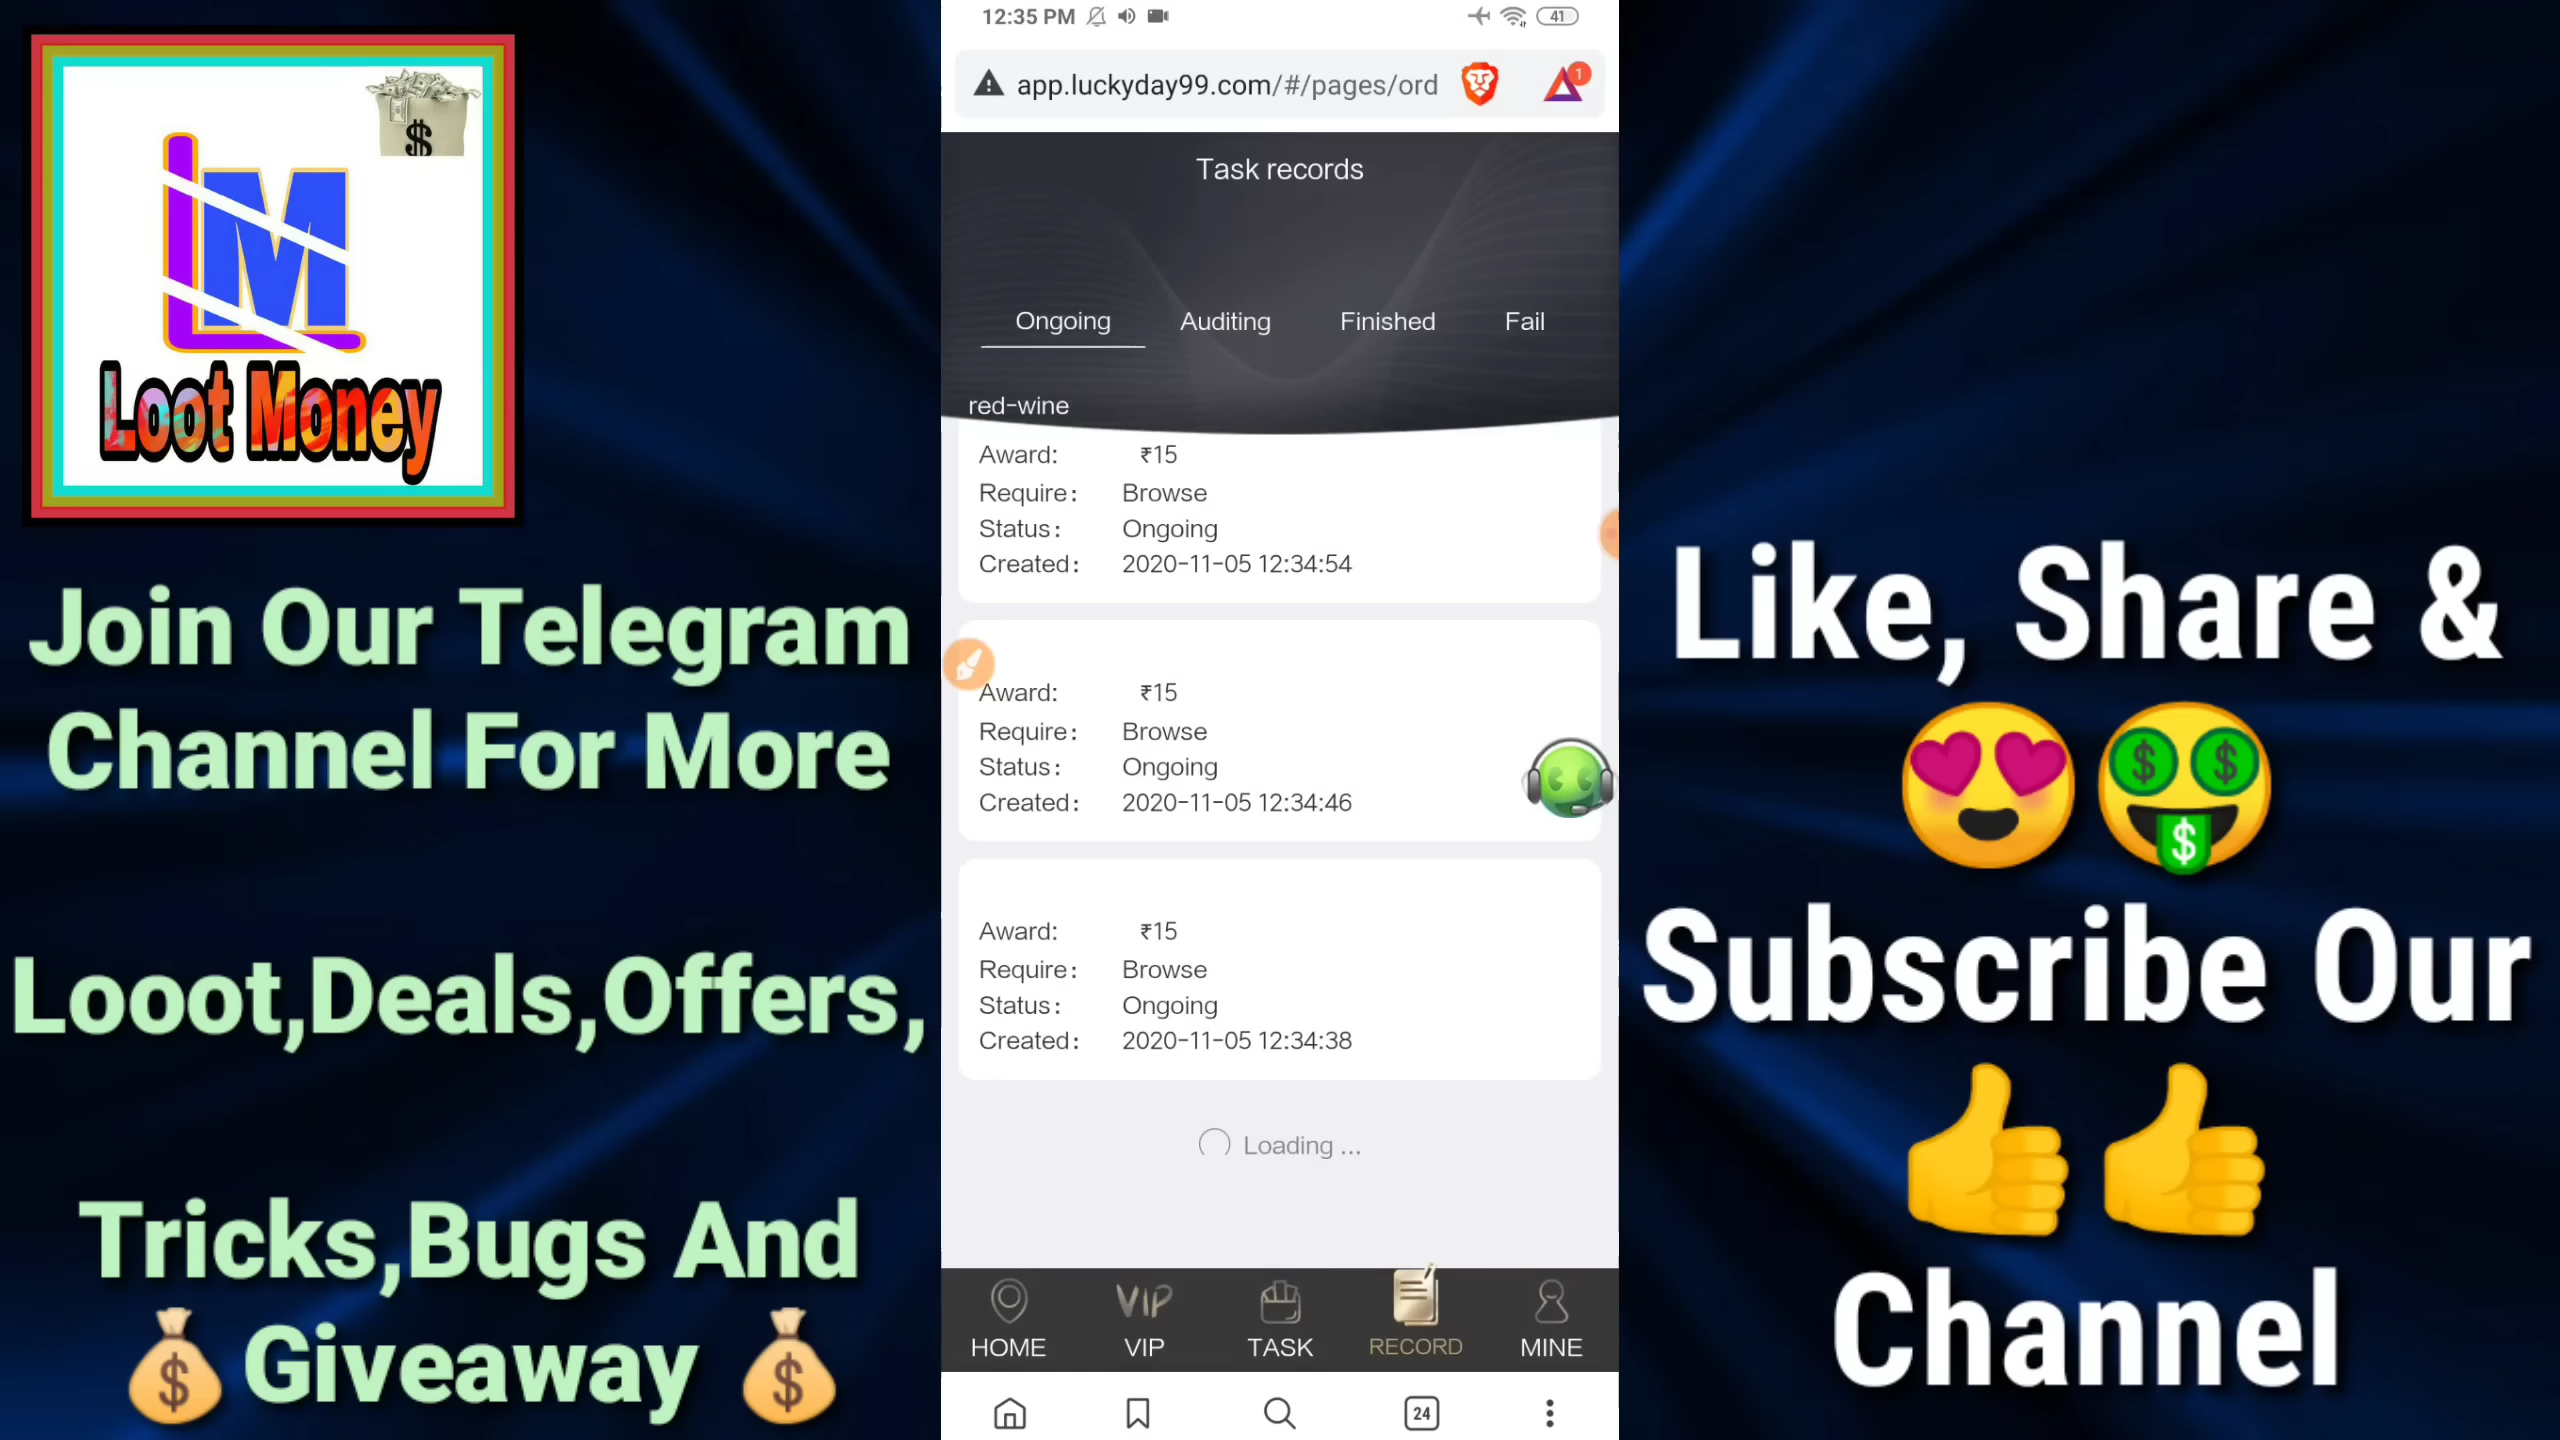 LM
$
Loot Money
Join Our Telegram
Channel For More
Looot,Deals,Offers,
Tricks,Bugs And
$ Giveaway $
12:35 PM
41
app.luckyday99.com/#/pages/ord
1
Task records
Ongoing Auditing Finished Fail
red-wine
Award: ₹15
Require: Browse
Status: Ongoing
Created: 2020-11-05 12:34:54
Award: ₹15
Require: Browse
Status: Ongoing
Created: 2020-11-05 12:34:46
Award: ₹15
Require: Browse
Status: Ongoing
Created: 2020-11-05 12:34:38
Loading ...
VIP
HOME VIP TASK RECORD MINE
24
Like, Share &
$ $
$
Subscribe Our
Channel